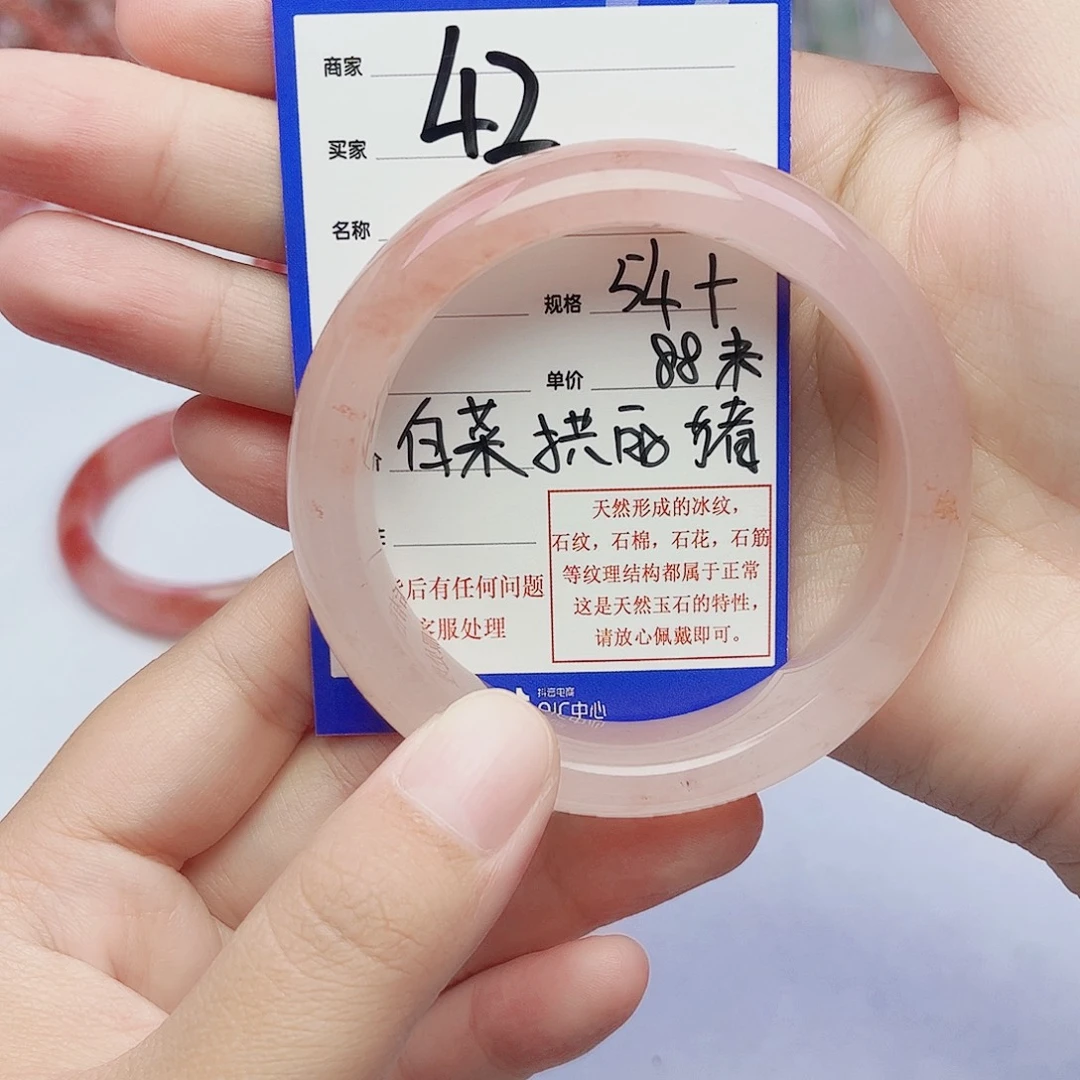 商家 42
买家
名称
规格 54+
单价 88米
白菜
天然形成的冰纹，
石纹，石棉，石花，石筋
等纹理结构都属于正常
这是天然玉石的特性，
请放心佩戴即可。
后有任何问题
客服处理
抖音电商
QIC中心